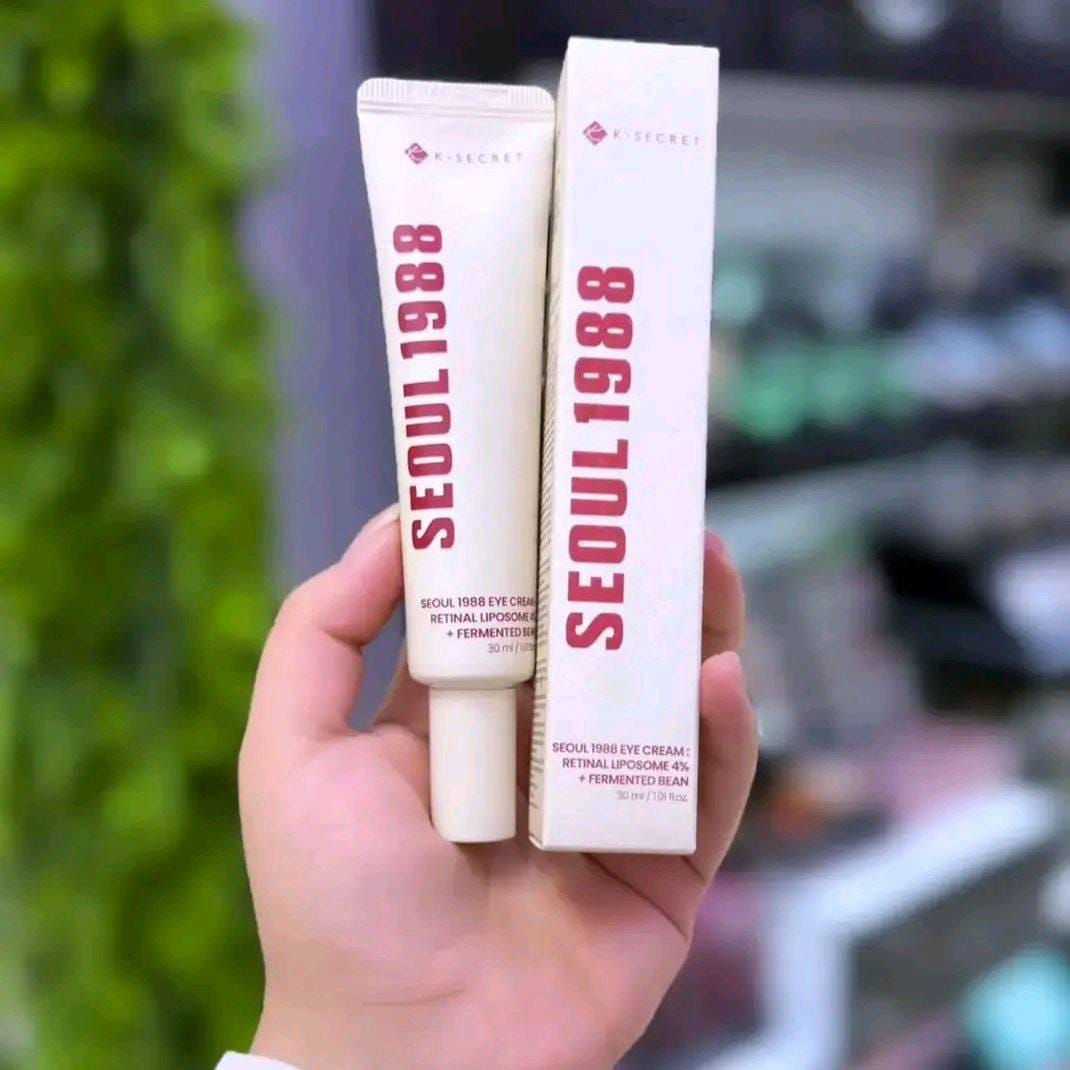 K-SECRET
SEOUL1988
SEOUL 1988 EYE CREAM
RETINAL LIPOSOME
+ FERMENTED BEAN
30 ml /
K-SECRET
SEOUL1988
SEOUL 1988 EYE CREAM :
RETINAL LIPOSOME 4%
+ FERMENTED BEAN
30 ml / 1.01 fl.oz.